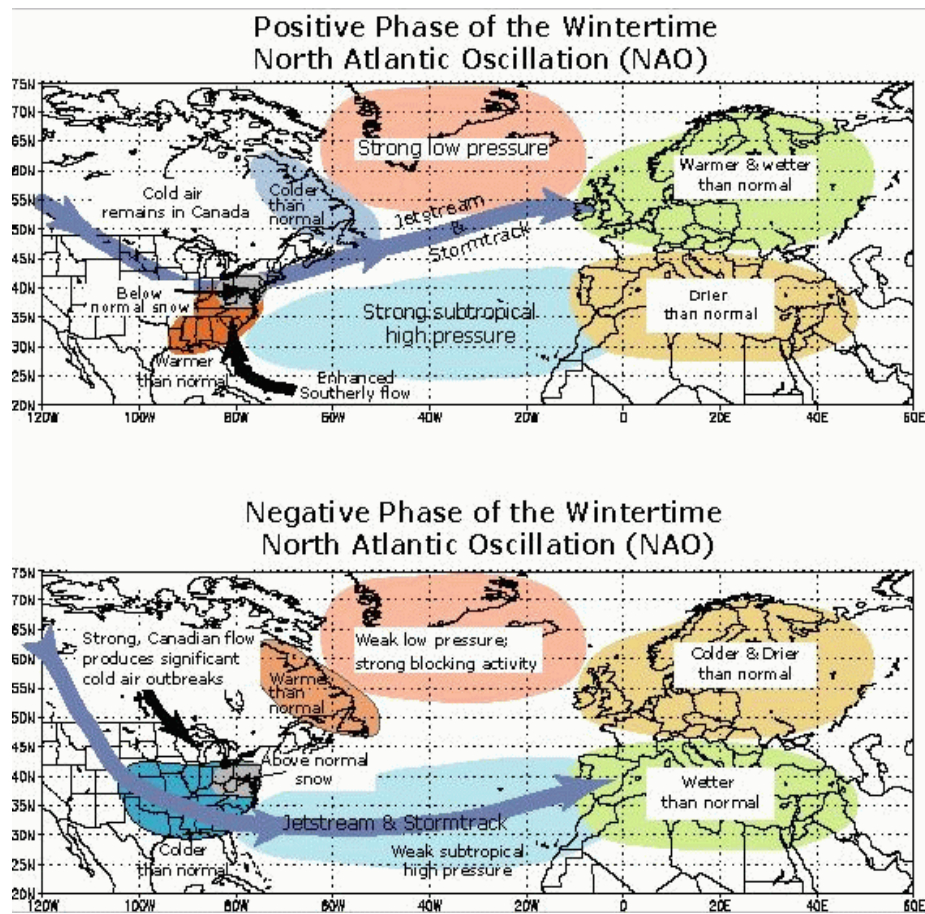 Positive Phase of the Wintertime
North Atlantic Oscillation (NAO)
75N
70N
65N
60N
55N
50N
45N
40N
35N
30N
25N
20N
Strong low pressure
Warmer & wetter
than normal
Cold air
remains in Canada
Colder
than
normal
Jetstream
&
Stormtrack
Below
normal snow
Strong subtropical
high pressure
Drier
than normal
Warmer
than normal
Enhanced
Southerly flow
120W
100W
80W
60W
40W
20W
0
20E
40E
60E
Negative Phase of the Wintertime
North Atlantic Oscillation (NAO)
75N
70N
65N
60N
55N
50N
45N
40N
35N
30N
25N
20N
Strong, Canadian flow
produces significant
cold air outbreaks
Warmer
than
normal
Weak low pressure;
strong blocking activity
Colder & Drier
than normal
Above normal
snow
Wetter
than normal
Jetstream & Stormtrack
Colder
than normal
Weak subtropical
high pressure
120W
100W
80W
60W
40W
20W
0
20E
40E
60E